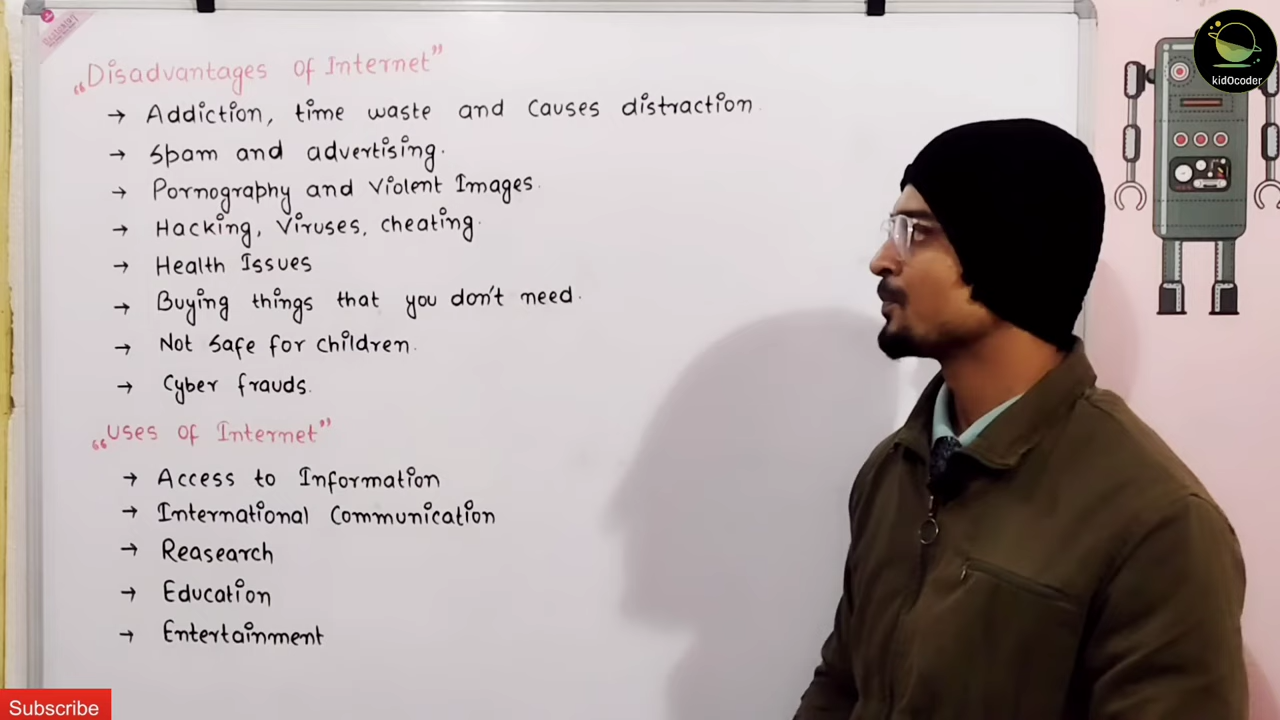 "Disadvantages of Internet"
→ Addiction, time waste and causes distraction
→ Spam and advertising.
→ Pornography and Violent Images.
→ Hacking, Viruses, cheating.
→ Health Issues
→ Buying things that you don't need.
→ Not safe for children.
→ Cyber frauds.
"Uses of Internet"
→ Access to Information
→ International Communication
→ Reasearch
→ Education
→ Entertainment
kidOcoder
Subscribe